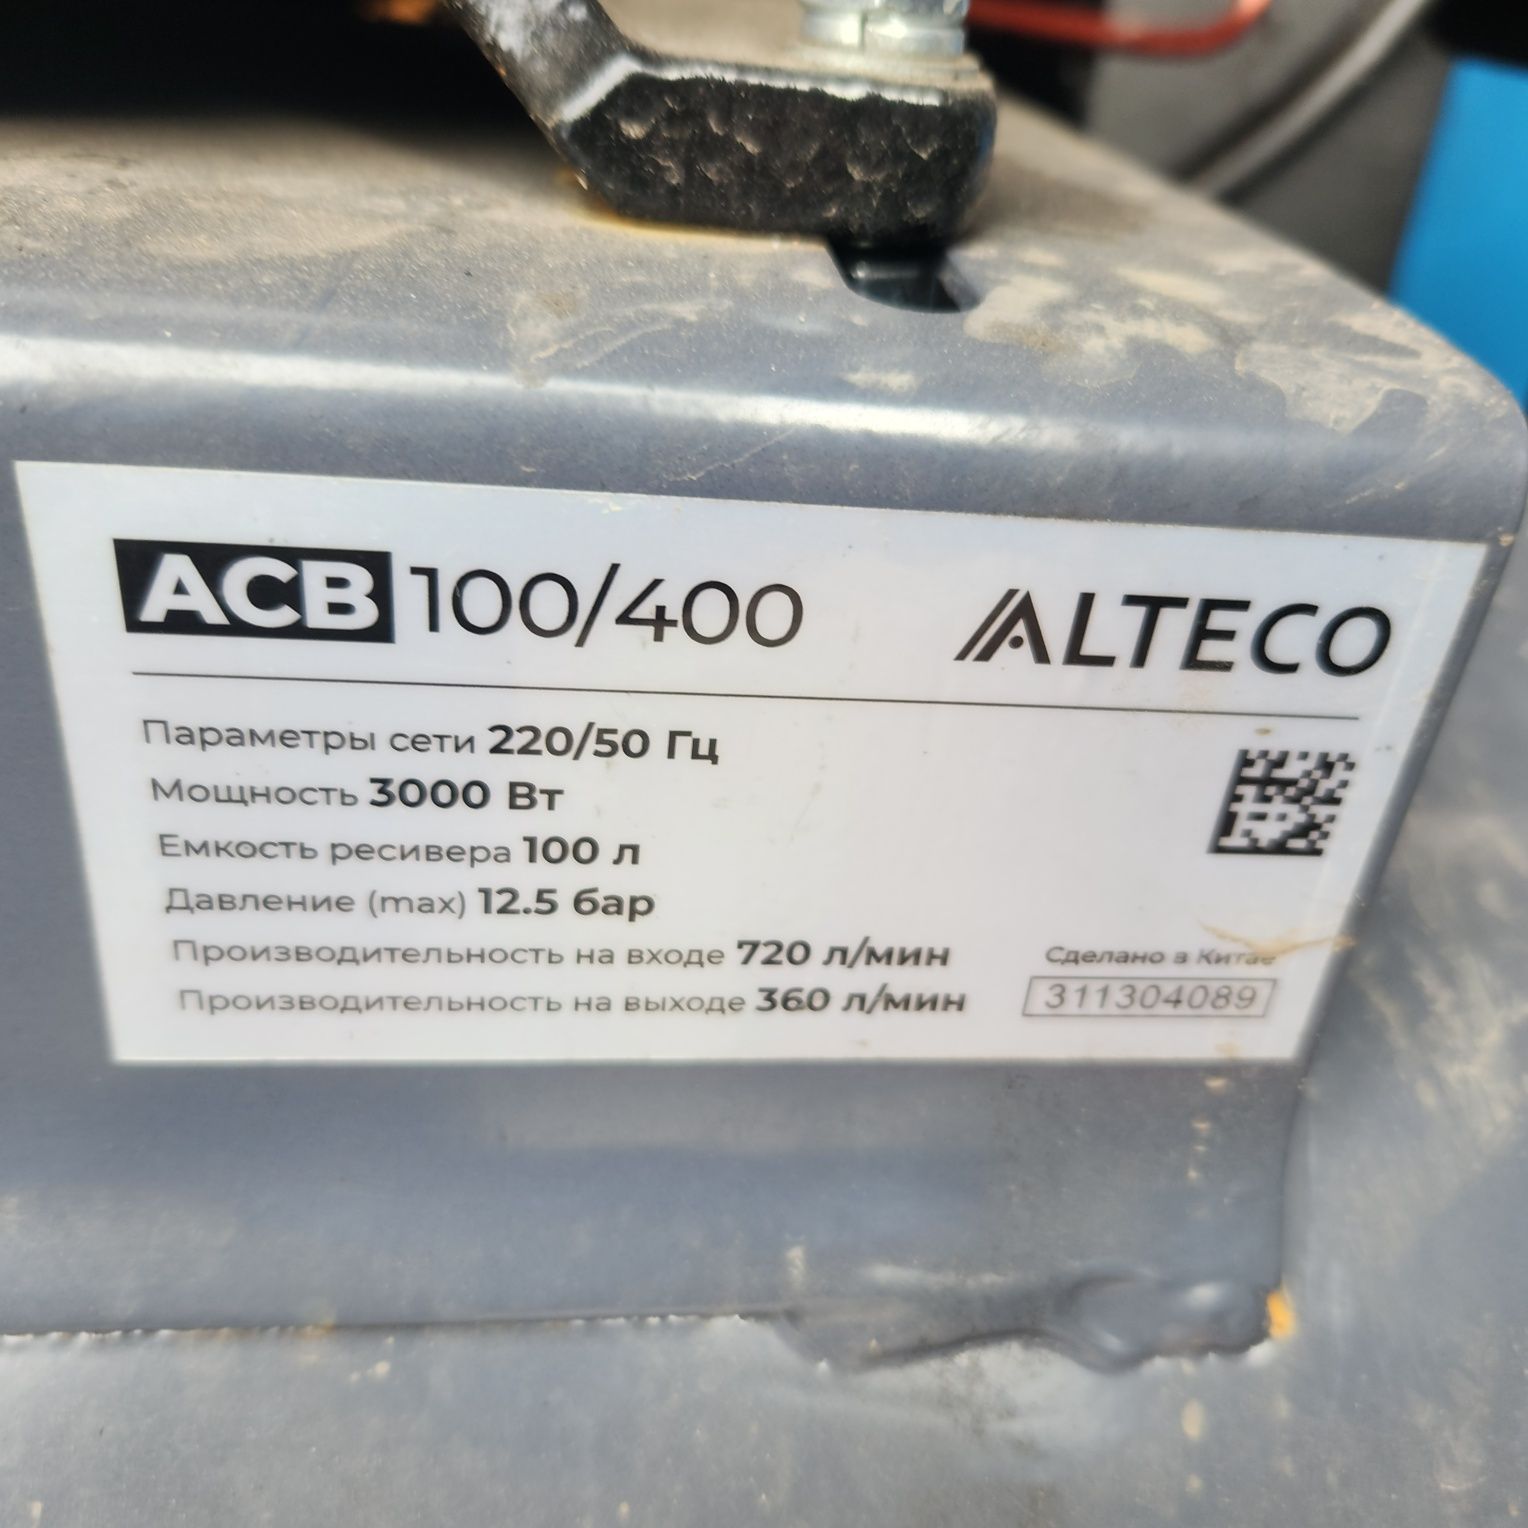 ACB 100/400 ALTECO
Параметры сети 220/50 Гц
Мощность 3000 Вт
Емкость ресивера 100 л
Давление (max) 12.5 бар
Производительность на входе 720 л/мин
Производительность на выходе 360 л/мин
Сделано в Китае
311304089